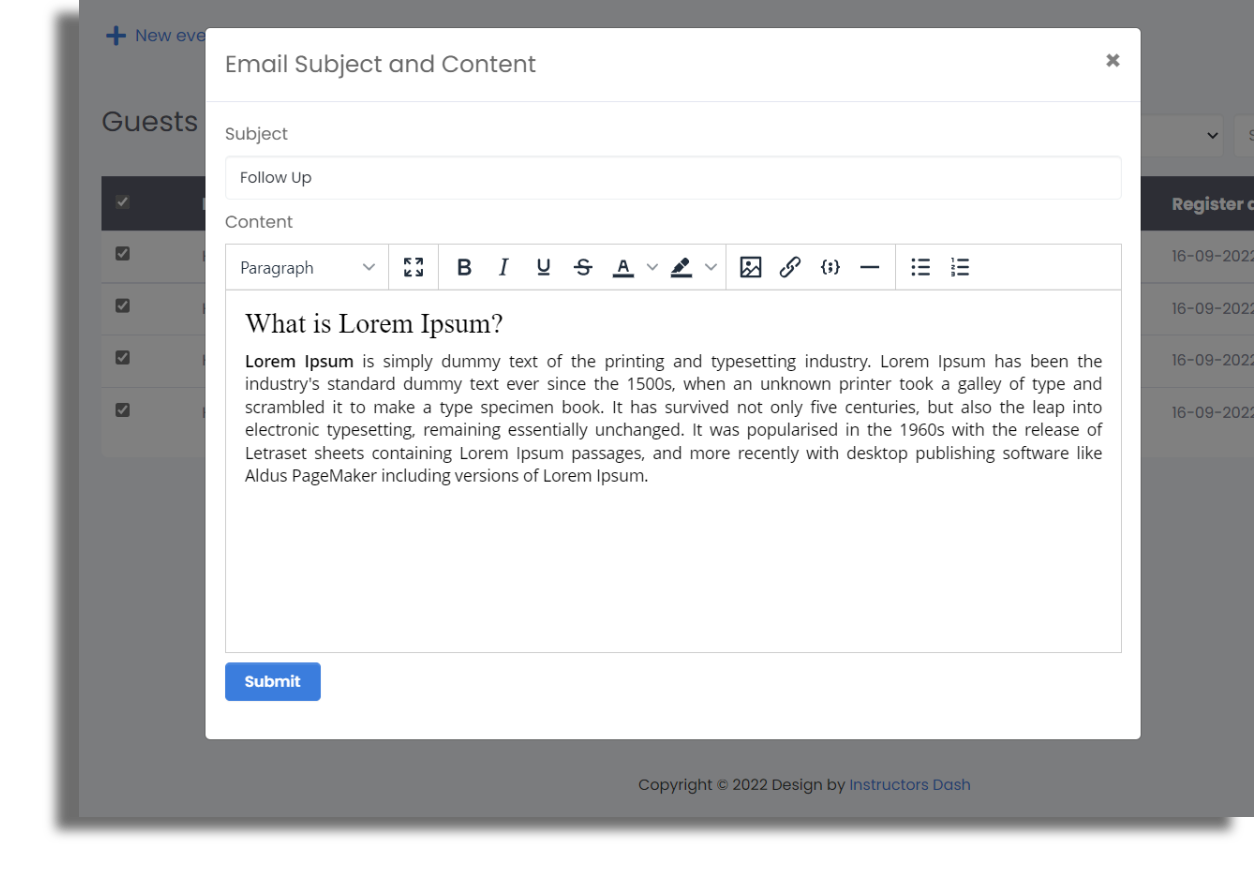 New eve
Email Subject and Content
Guests
Subject
Follow Up
Register
Content
Paragraph
16-09-2022
16-09-2022
16-09-2022
16-09-2022
What is Lorem Ipsum?
Lorem Ipsum is simply dummy text of the printing and typesetting industry. Lorem Ipsum has been the
industry's standard dummy text ever since the 1500s, when an unknown printer took a galley of type and
scrambled it to make a type specimen book. It has survived not only five centuries, but also the leap into
electronic typesetting, remaining essentially unchanged. It was popularised in the 1960s with the release of
Letraset sheets containing Lorem Ipsum passages, and more recently with desktop publishing software like
Aldus PageMaker including versions of Lorem Ipsum.
Submit
Copyright © 2022 Design by Instructors Dash